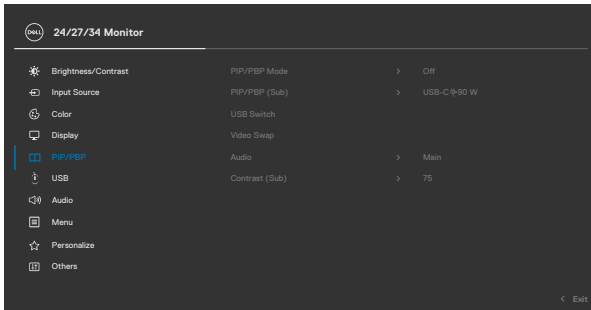 DELL 24/27/34 Monitor
Brightness/Contrast PIP/PBP Mode > Off
Input Source PIP/PBP (Sub) > USB-C 90 W
Color USB Switch
Display Video Swap
PIP/PBP Audio > Main
USB Contrast (Sub) > 75
Audio
Menu
Personalize
Others
< Exit